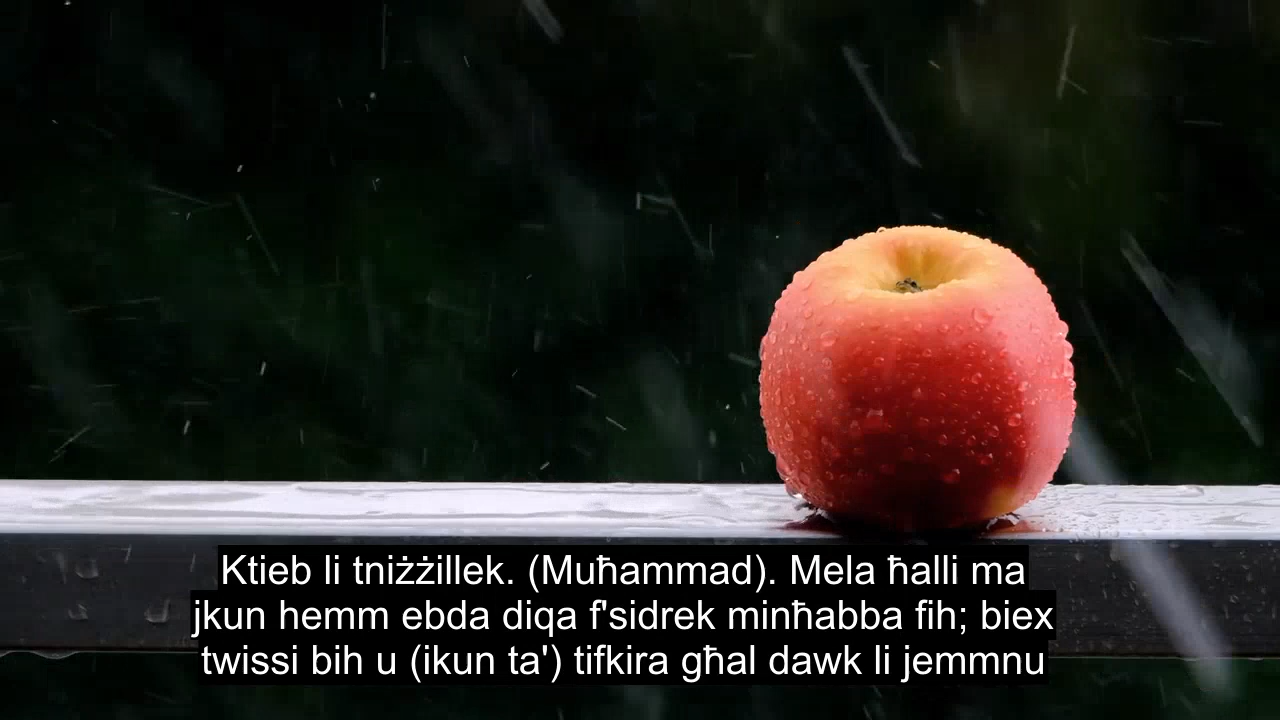 Ktieb li tniżżillek. (Muħammad). Mela ħalli ma
jkun hemm ebda diqa f'sidrek minħabba fih; biex
twissi bih u (ikun ta') tifkira għal dawk li jemmnu